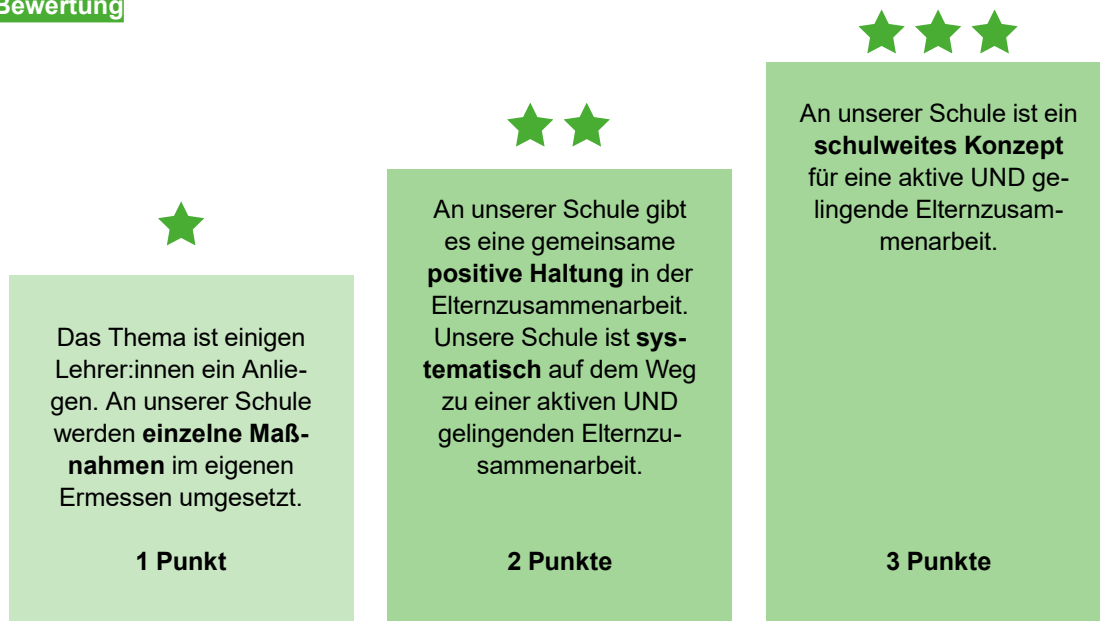 Bewertung
Das Thema ist einigen
Lehrer:innen ein Anlie-
gen. An unserer Schule
werden einzelne Maß-
nahmen im eigenen
Ermessen umgesetzt.
1 Punkt
An unserer Schule gibt
es eine gemeinsame
positive Haltung in der
Elternzusammenarbeit.
Unsere Schule ist sys-
tematisch auf dem Weg
zu einer aktiven UND
gelingenden Elternzu-
sammenarbeit.
2 Punkte
An unserer Schule ist ein
schulweites Konzept
für eine aktive UND ge-
lingende Elternzusam-
menarbeit.
3 Punkte